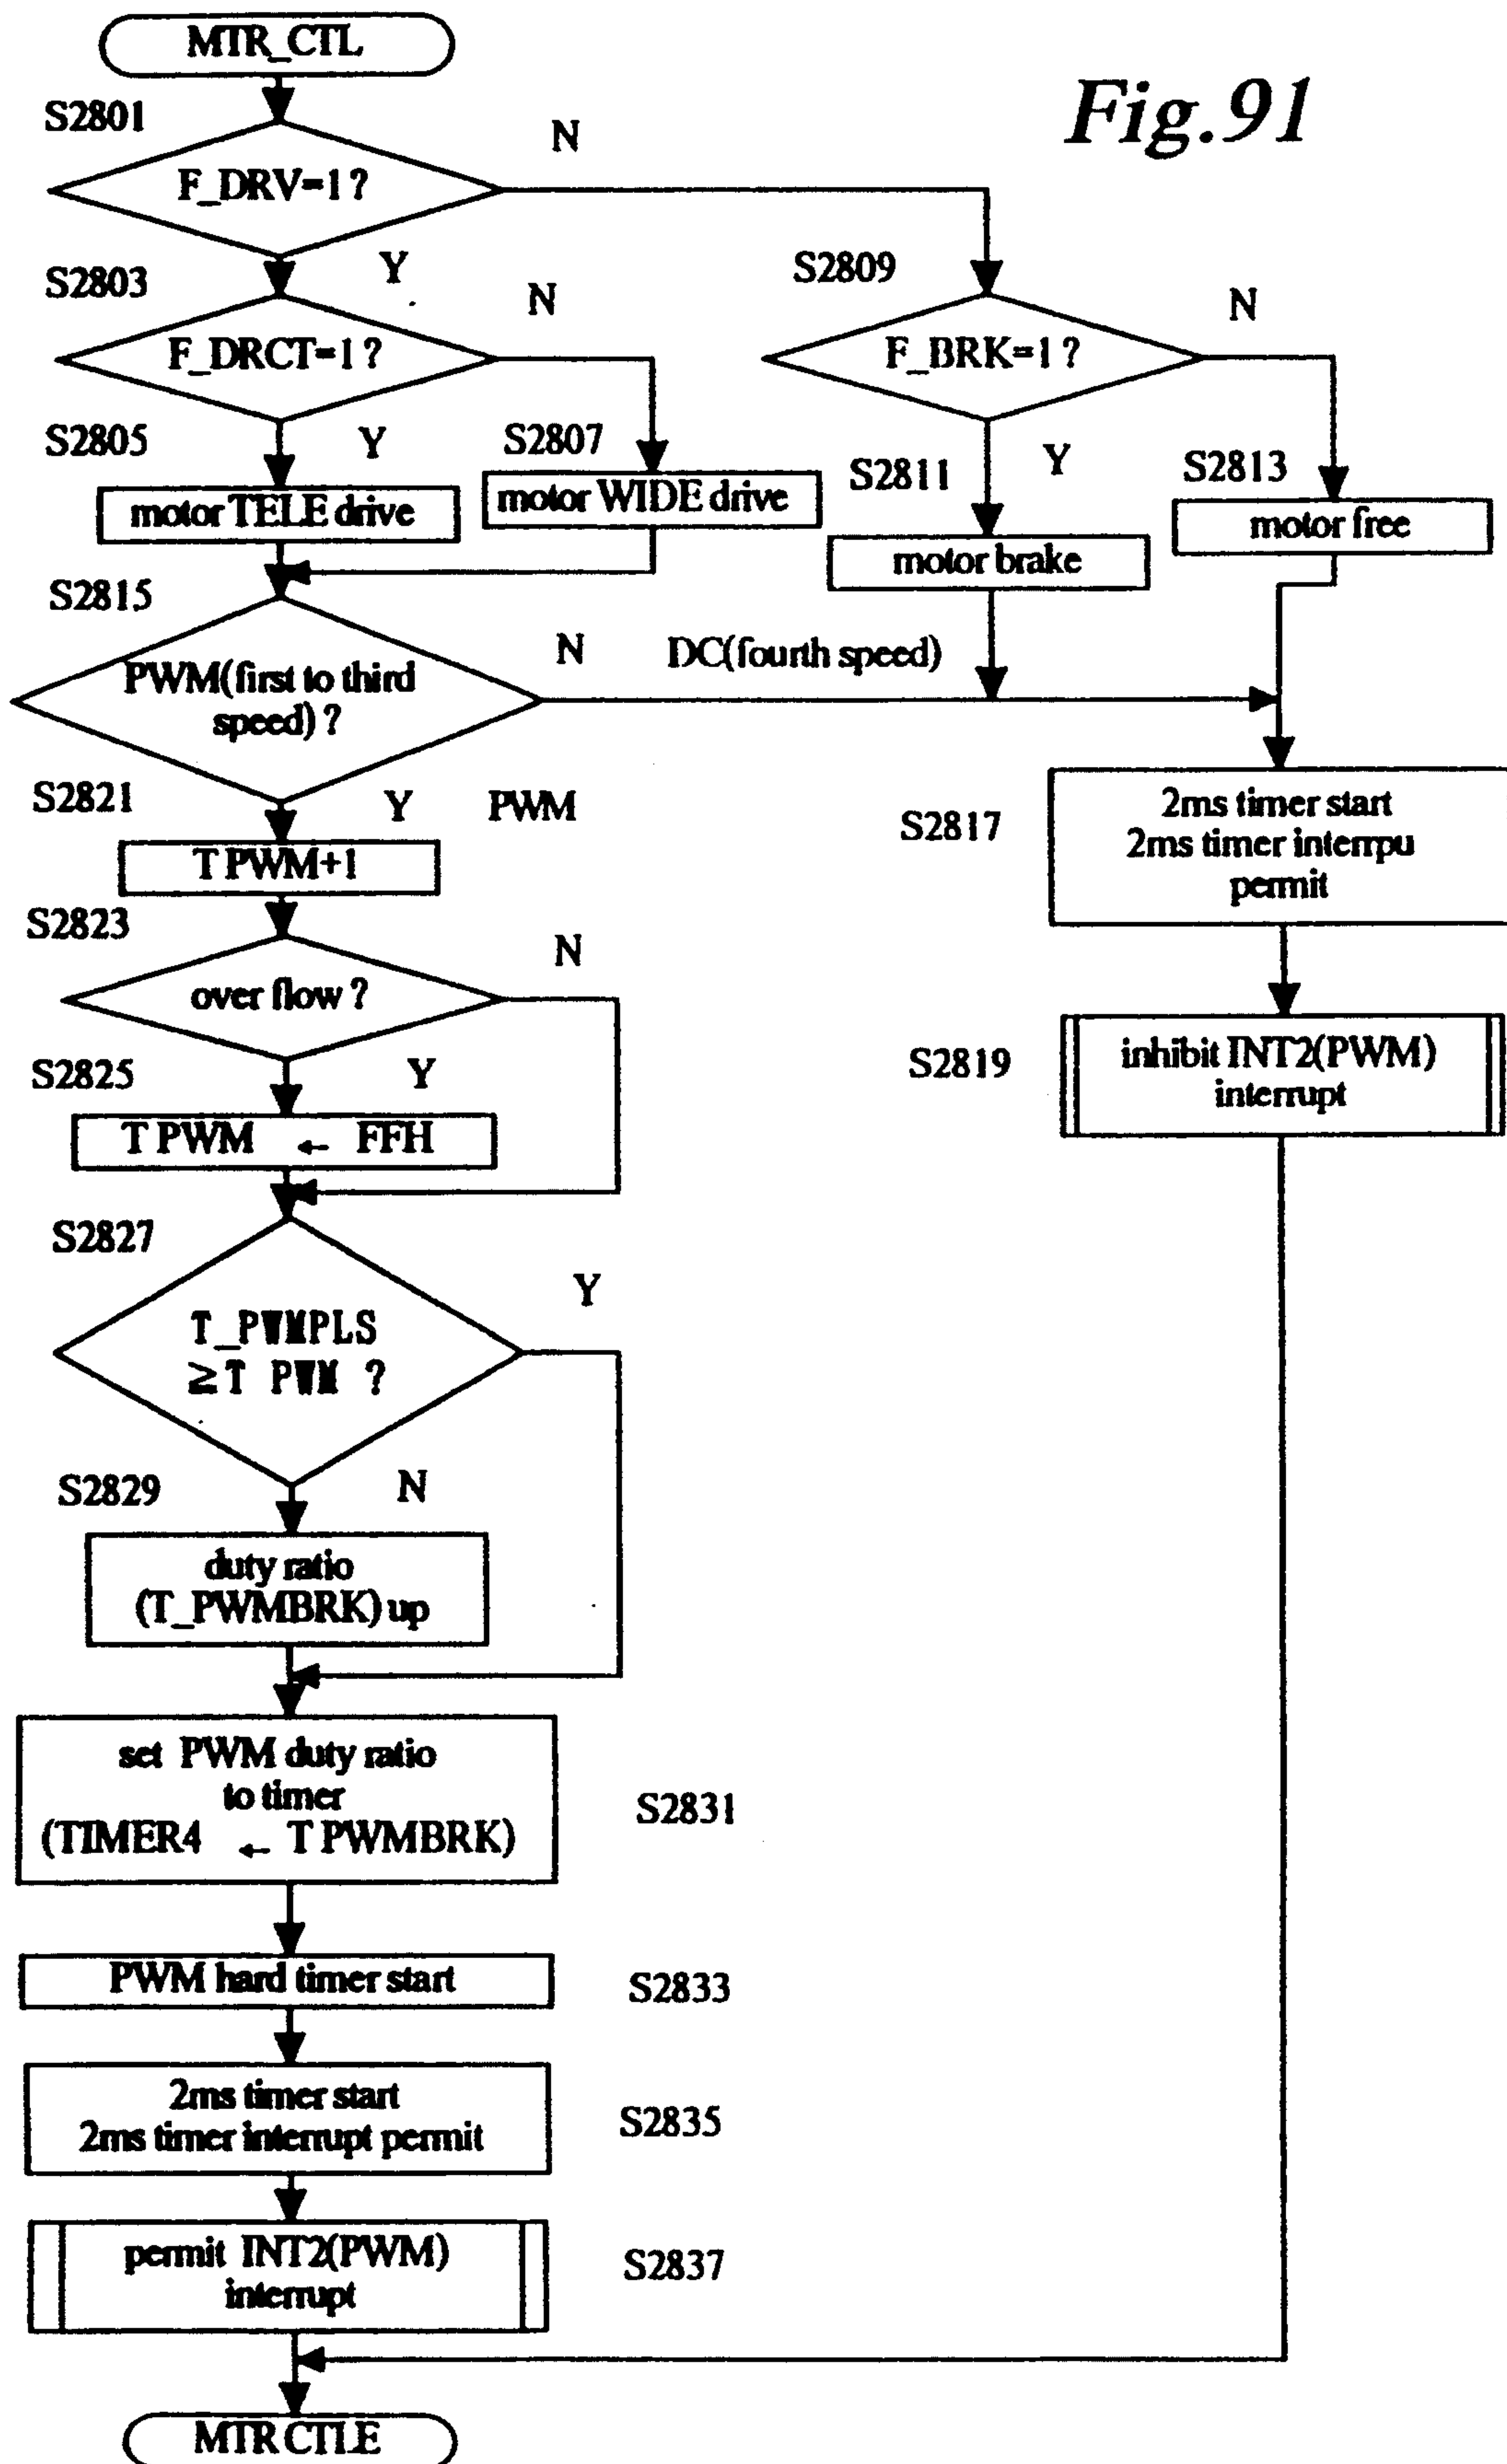 MTR_CTL
Fig.91
S2801
F_DRV=1?
N
Y
S2803
F_DRCT=1?
N
S2809
F_BRK=1?
N
S2805
Y
motor TELE drive
S2807
motor WIDE drive
S2811
Y
motor brake
S2813
motor free
S2815
PWM(first to third
speed)?
N
DC(fourth speed)
S2821
Y
PWM
T PWM+1
S2817
2ms timer start
2ms timer interrpu
permit
S2823
over flow?
N
S2825
Y
T PWM ← FFH
S2819
inhibit INT2(PWM)
interrupt
S2827
T_PWMPLS
≥T PWM ?
Y
S2829
N
duty ratio
(T_PWMBRK) up
set PWM duty ratio
to timer
(TIMER4 ← T PWMBRK)
S2831
PWM hard timer start
S2833
2ms timer start
2ms timer interrupt permit
S2835
permit INT2(PWM)
interrupt
S2837
MTR CTLE